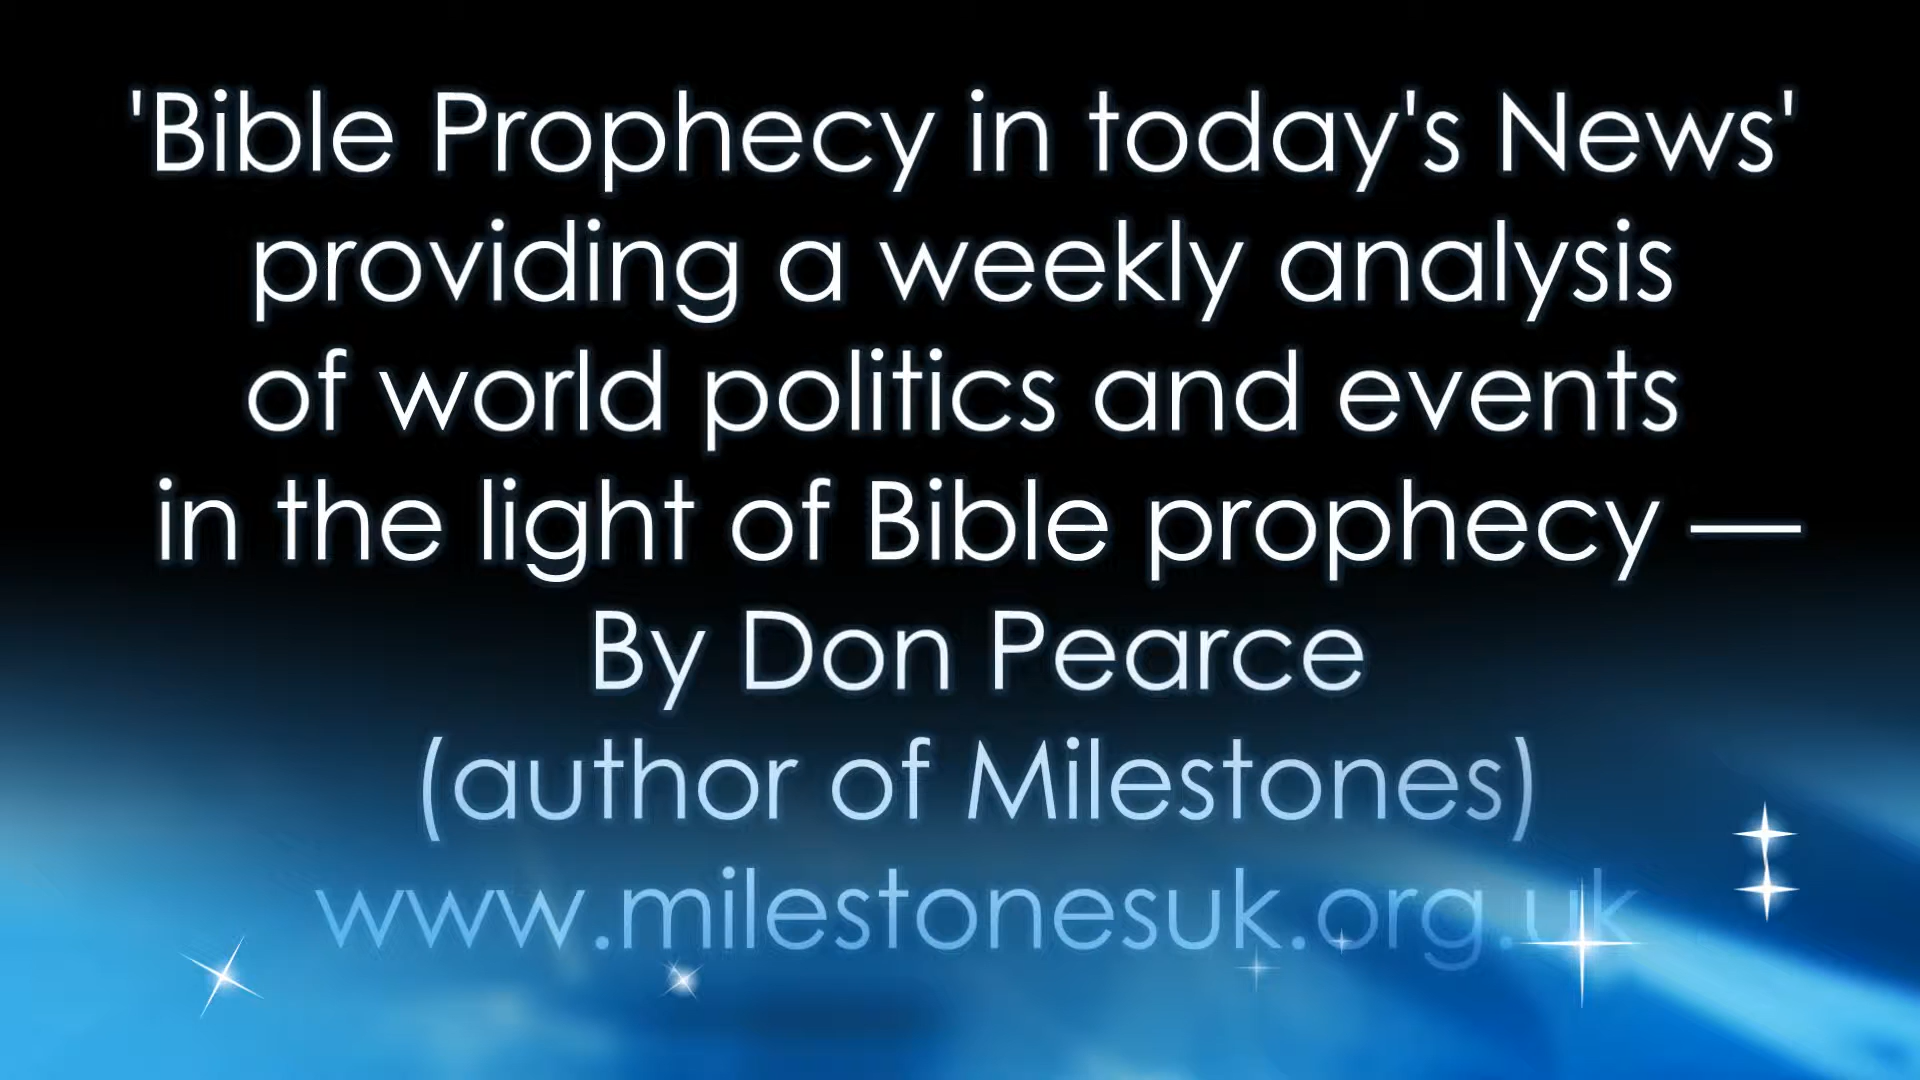 'Bible Prophecy in today's News'
providing a weekly analysis
of world politics and events
in the light of Bible prophecy —
By Don Pearce
(author of Milestones)
www.milestonesuk.org.uk